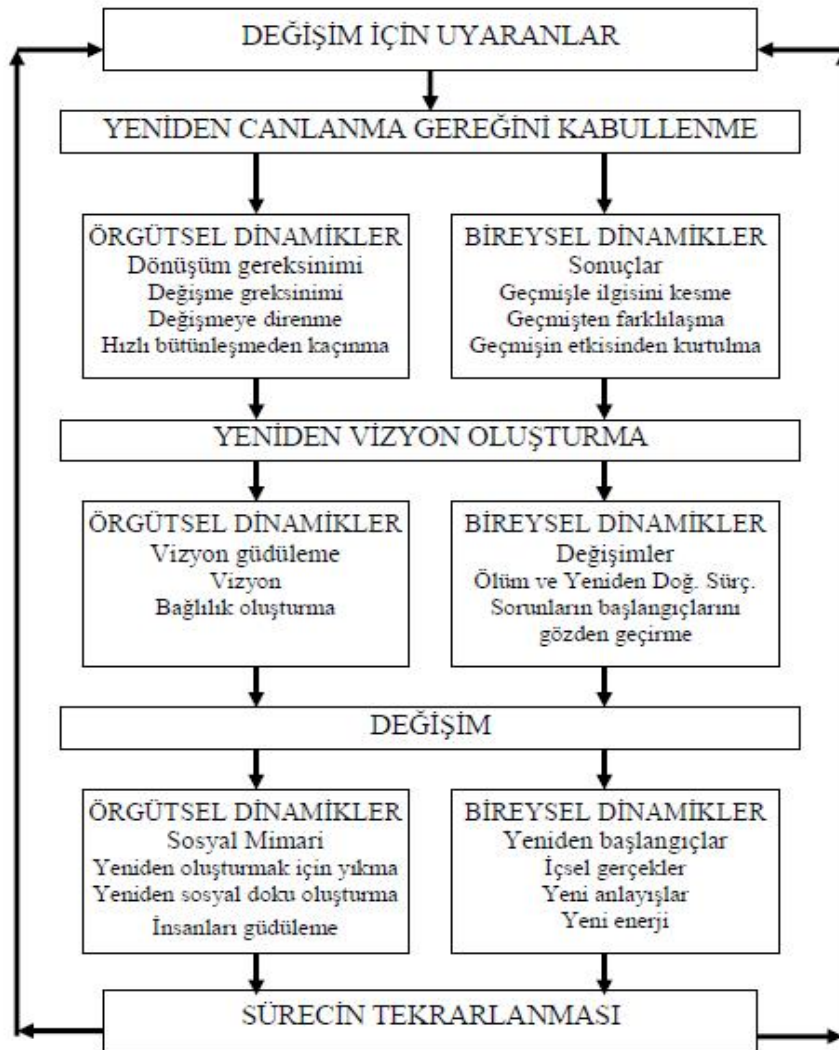 DEĞİŞİM İÇİN UYARANLAR
YENİDEN CANLANMA GEREĞİNİ KABULLENME
ÖRGÜTSEL DİNAMİKLER
Dönüşüm gereksinimi
Değişme greksinimi
Değişmeye direnme
Hızlı bütünleşmeden kaçınma
BİREYSEL DİNAMİKLER
Sonuçlar
Geçmişle ilgisini kesme
Geçmişten farklılaşma
Geçmişin etkisinden kurtulma
YENİDEN VİZYON OLUŞTURMA
ÖRGÜTSEL DİNAMİKLER
Vizyon güdüleme
Vizyon
Bağlılık oluşturma
BİREYSEL DİNAMİKLER
Değişimler
Ölüm ve Yeniden Doğ. Sürç.
Sorunların başlangıçlarını
gözden geçirme
DEĞİŞİM
ÖRGÜTSEL DİNAMİKLER
Sosyal Mimari
Yeniden oluşturmak için yıkma
Yeniden sosyal doku oluşturma
İnsanları güdüleme
BİREYSEL DİNAMİKLER
Yeniden başlangıçlar
İçsel gerçekler
Yeni anlayışlar
Yeni enerji
SÜRECİN TEKRARLANMASI